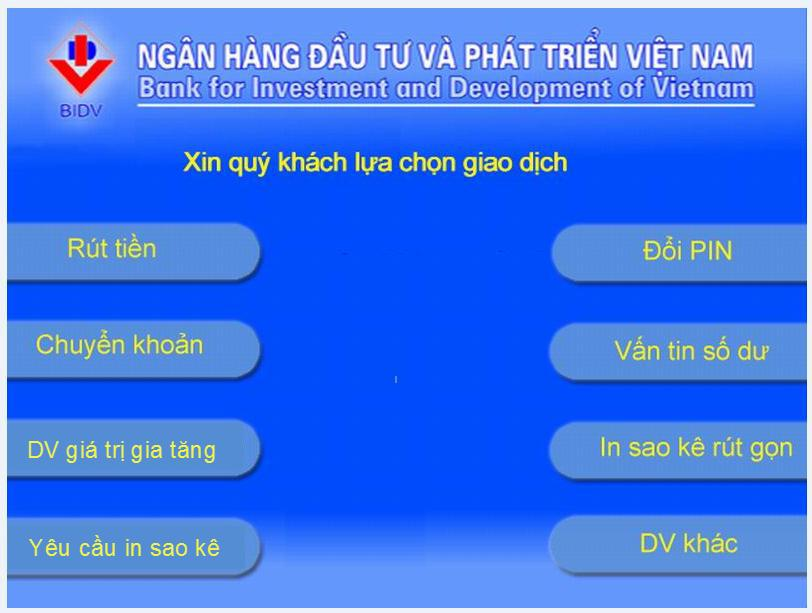 BIDV
NGÂN HÀNG ĐẦU TƯ VÀ PHÁT TRIỂN VIỆT NAM
Bank for Investment and Development of Vietnam
Xin quý khách lựa chọn giao dịch
Rút tiền
Đổi PIN
Chuyển khoản
Vấn tin số dư
DV giá trị gia tăng
In sao kê rút gọn
Yêu cầu in sao kê
DV khác